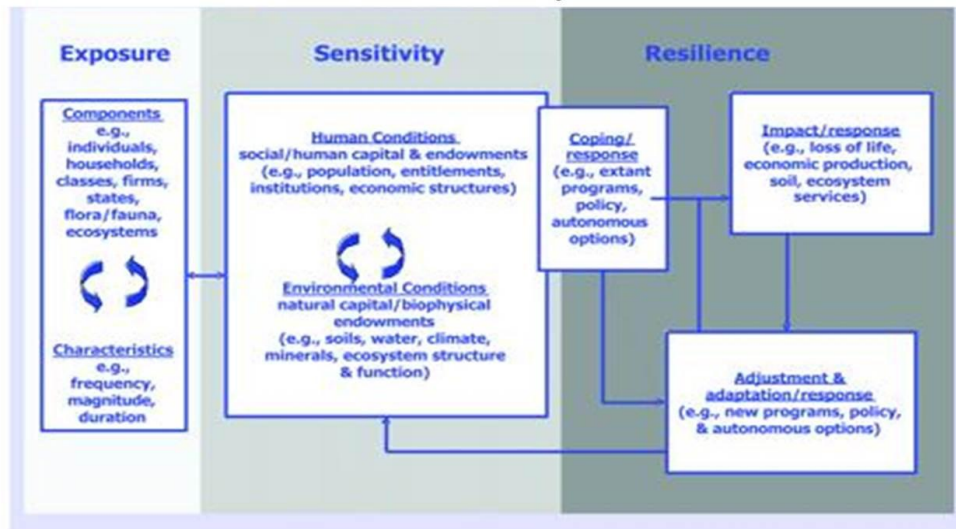 Exposure
Sensitivity
Resilience
Components
e.g.,
individuals,
households,
classes, firms,
states,
flora/fauna,
ecosystems
Characteristics
e.g.,
frequency,
magnitude,
duration
Human Conditions
social/human capital & endowments
(e.g., population, entitlements,
institutions, economic structures)
Environmental Conditions
natural capital/biophysical
endowments
(e.g., soils, water, climate,
minerals, ecosystem structure
& function)
Coping/
response
(e.g., extant
programs,
policy,
autonomous
options)
Impact/response
(e.g., loss of life,
economic production,
soil, ecosystem
services)
Adjustment &
adaptation/response
(e.g., new programs, policy,
& autonomous options)